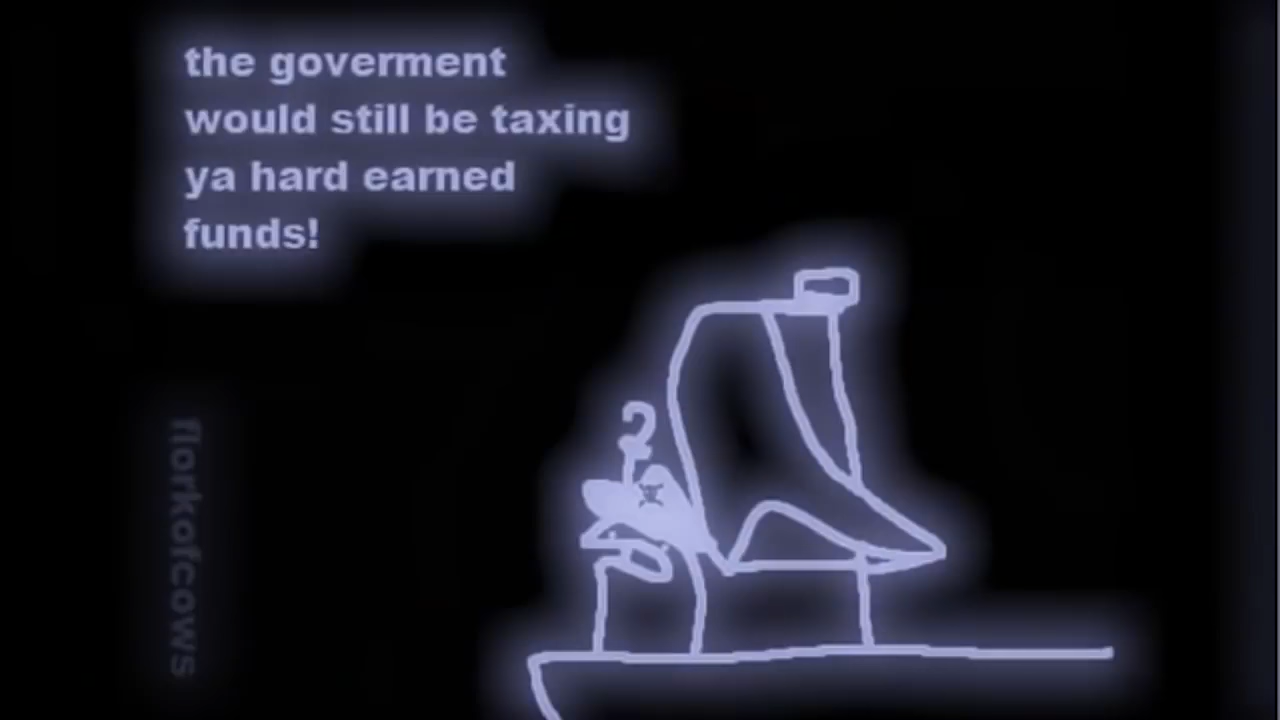 the goverment
would still be taxing
ya hard earned
funds!
florkofcows